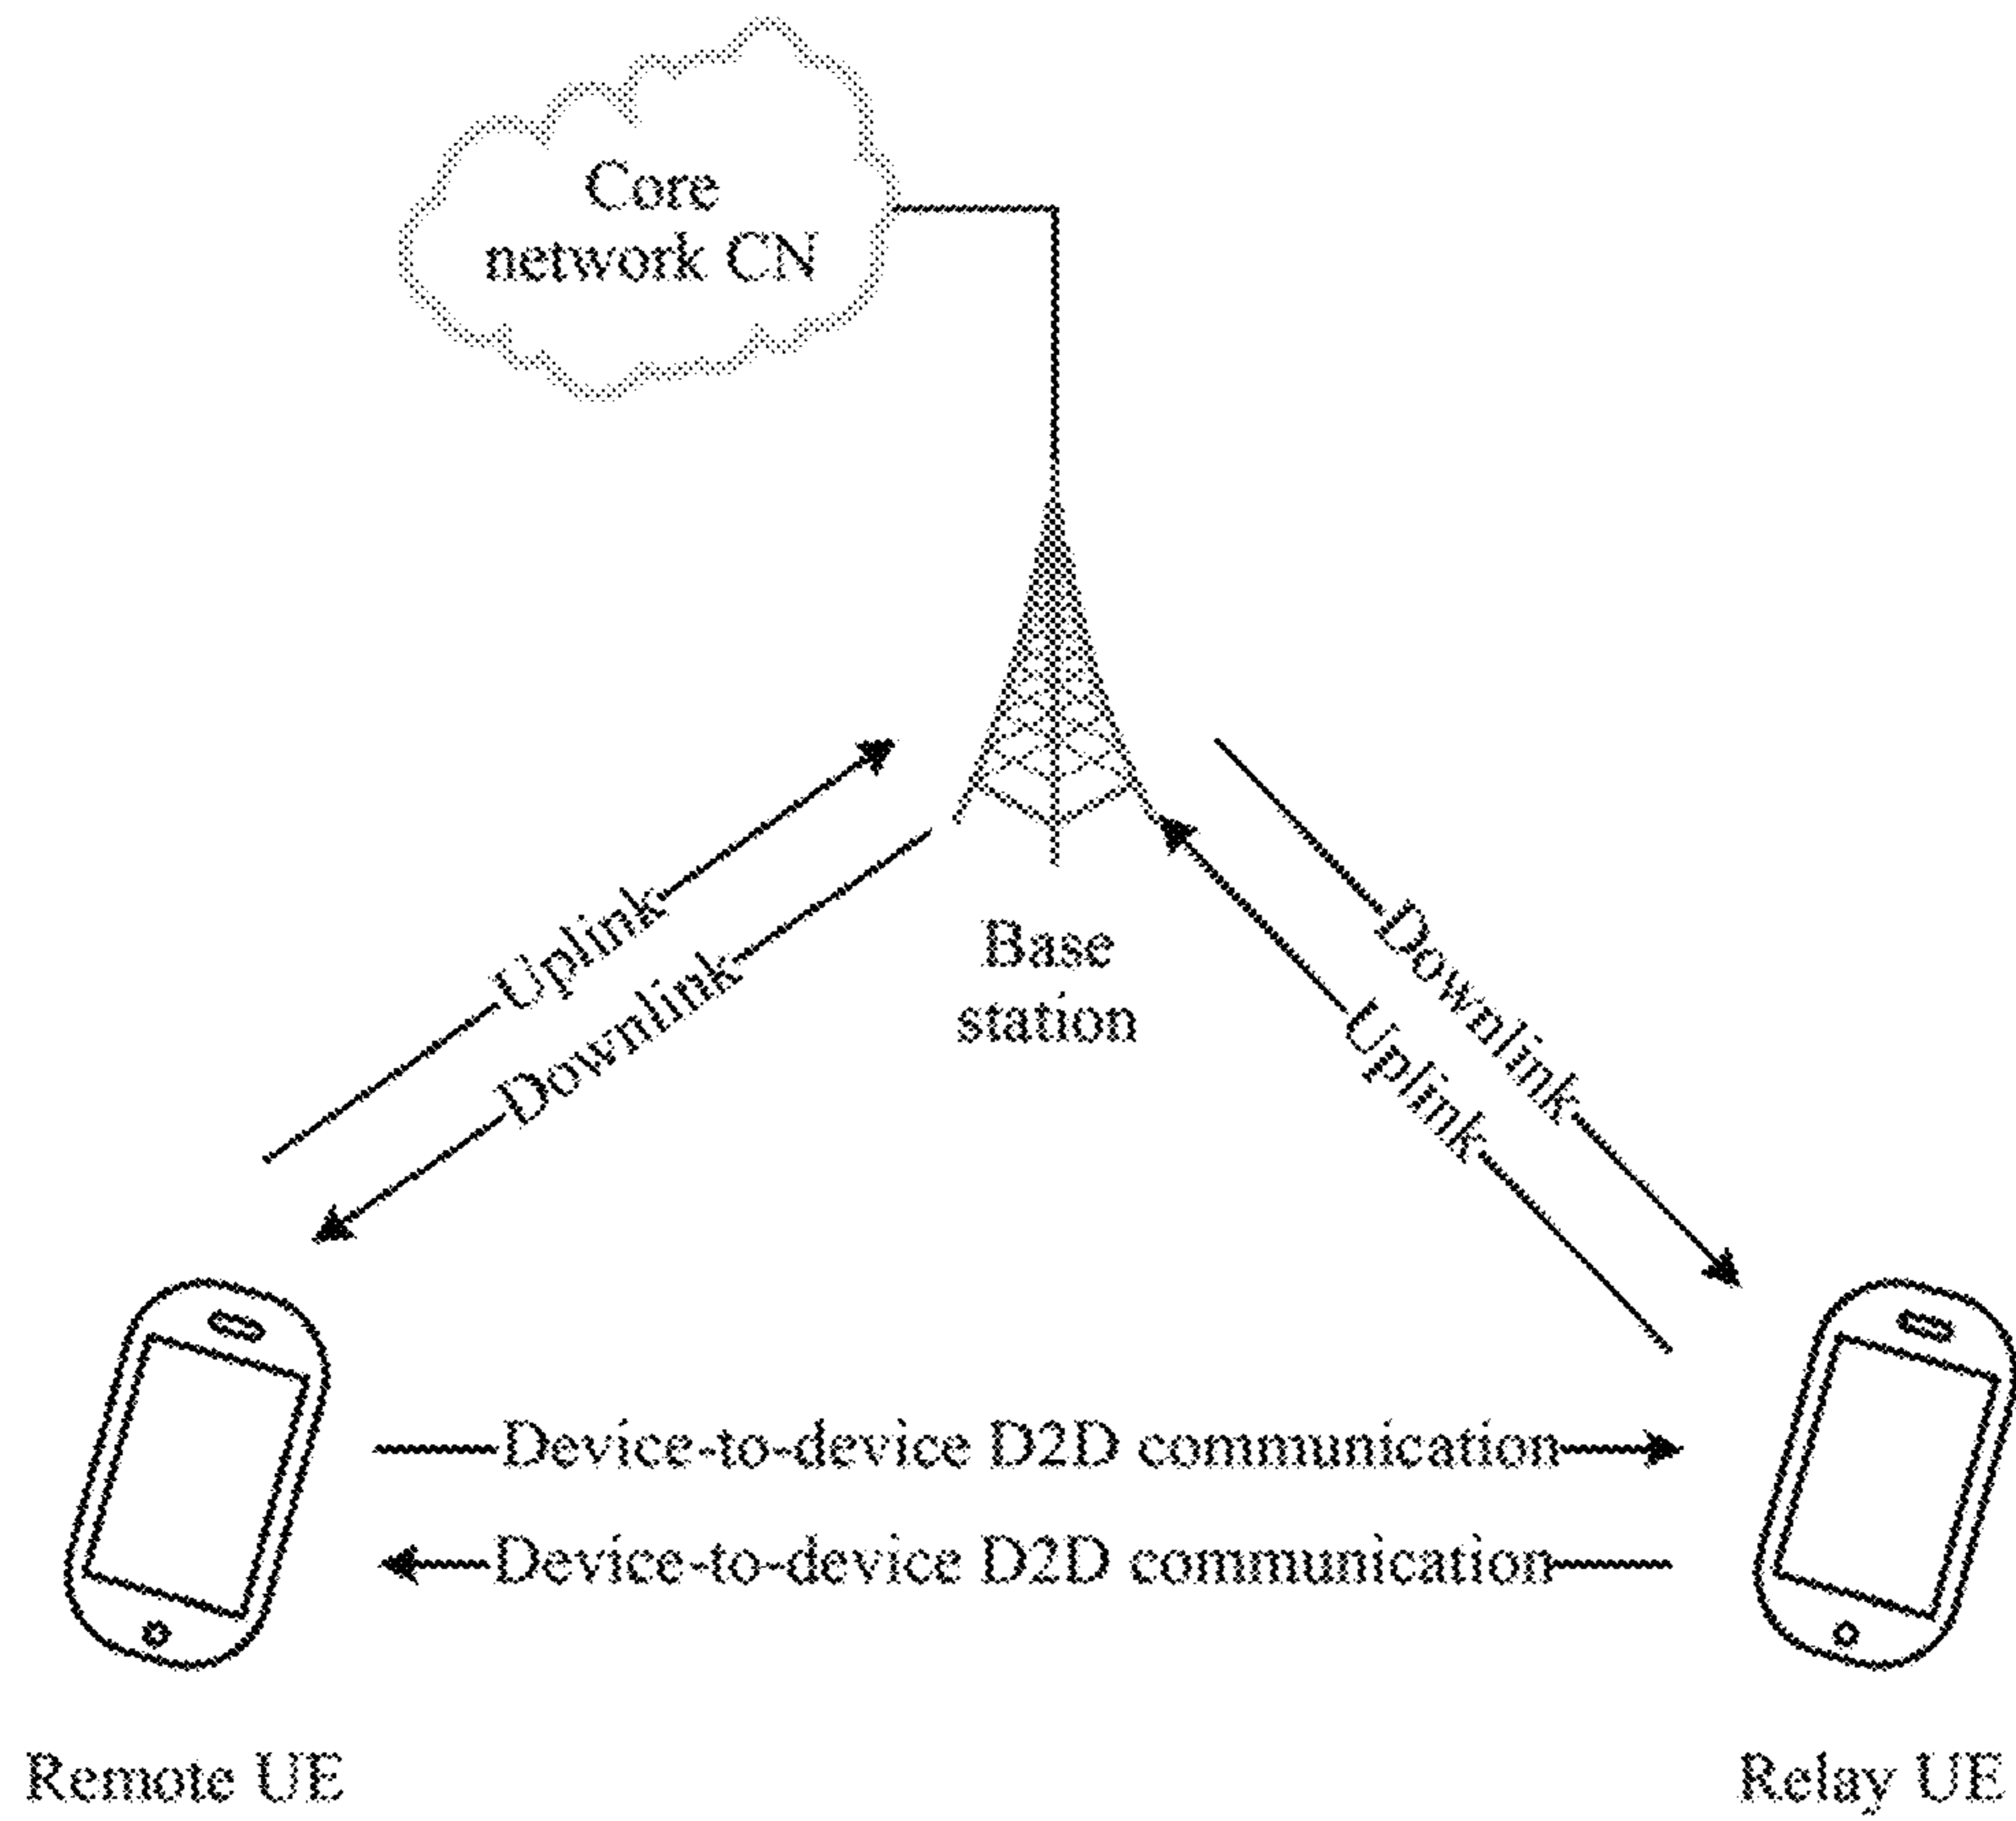 Core
network CN
Uplink
Downlink
Base
station
Downlink
Uplink
Device-to-device D2D communication
Device-to-device D2D communication
Remote UE
Relay UE